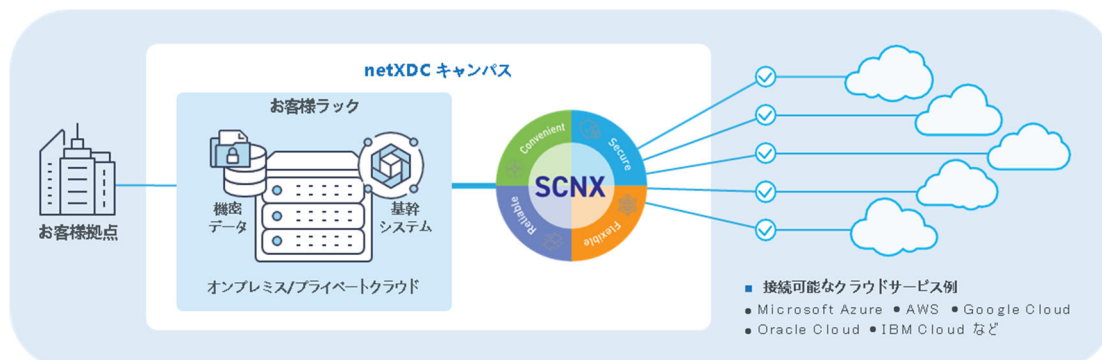 netXDC キャンパス
お客様ラック
機密
データ
基幹
システム
オンプレミス/プライベートクラウド
お客様拠点
Convenient
Secure
SCNX
Reliable
Flexible
■ 接続可能なクラウドサービス例
● Microsoft Azure ● AWS ● Google Cloud
● Oracle Cloud ● IBM Cloud など